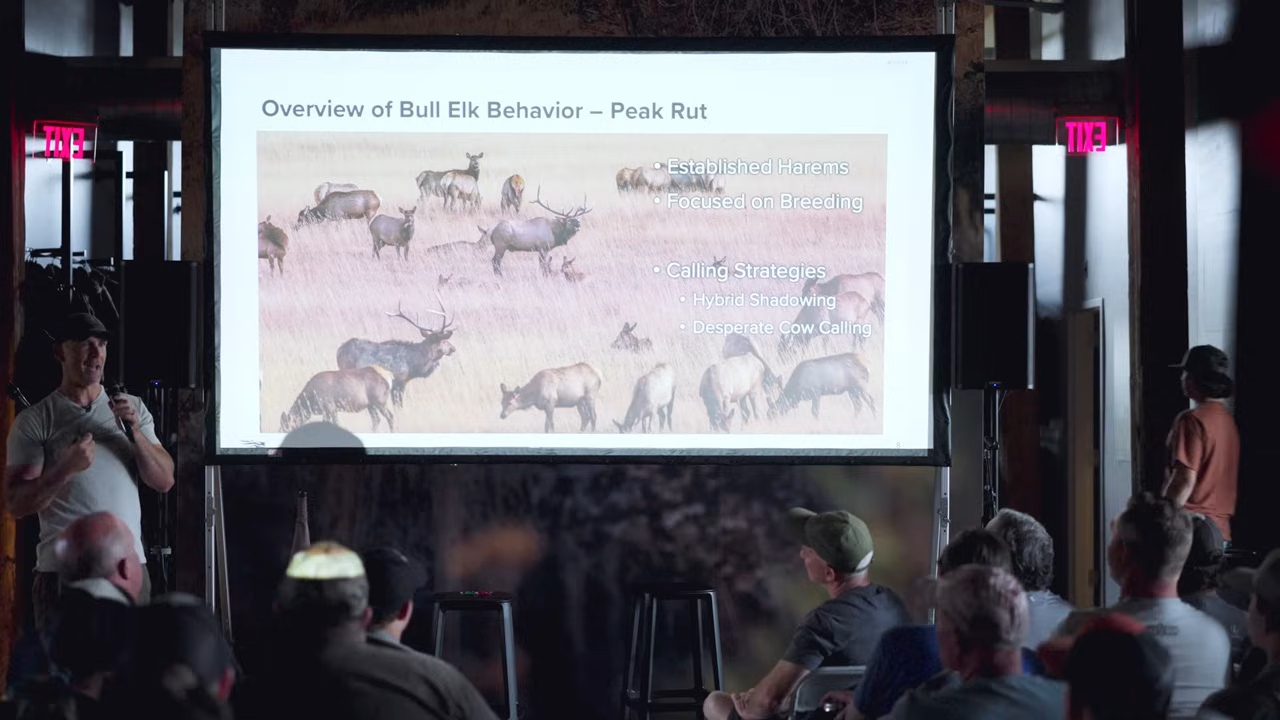 Overview of Bull Elk Behavior – Peak Rut
• Established Harems
• Focused on Breeding
• Calling Strategies
• Hybrid Shadowing
• Desperate Cow Calling
EXIT
EXIT